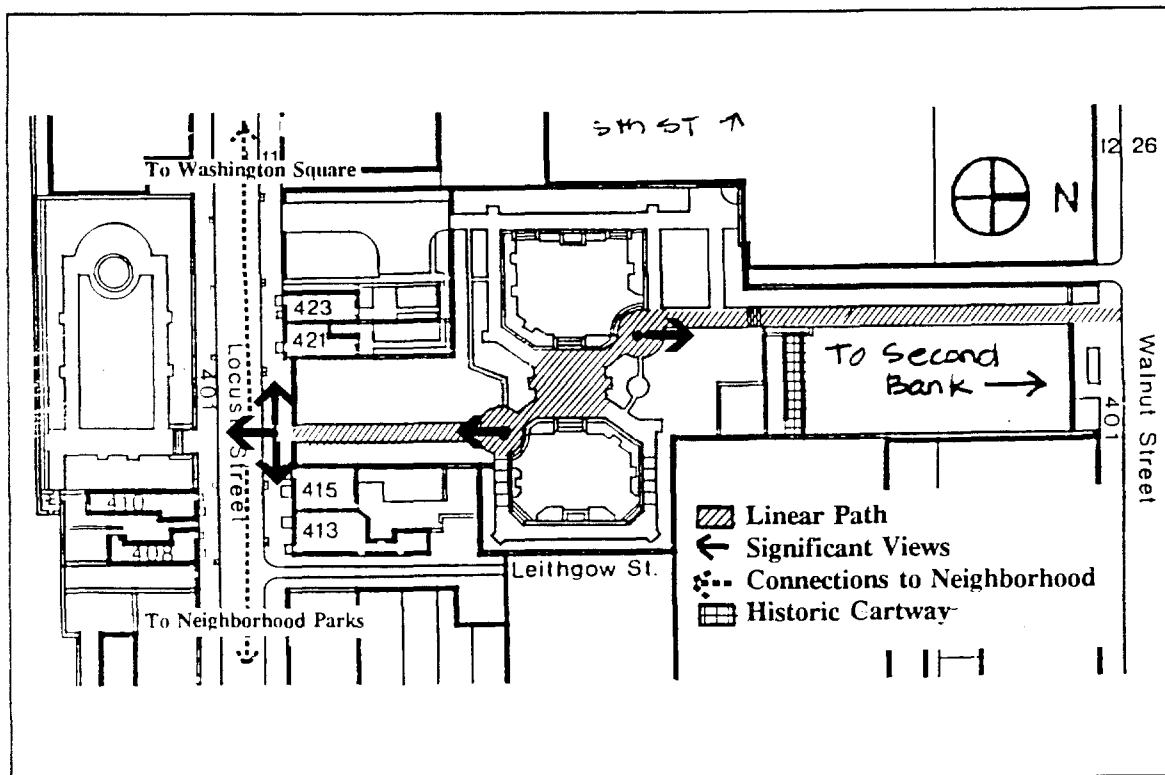 5th ST ↑
12 26
11
To Washington Square
N
423
421
To Second
Bank →
401
Locust Street
Walnut Street
401
415
413
410
408
Linear Path
Significant Views
Leithgow St.
Connections to Neighborhood
Historic Cartway
To Neighborhood Parks